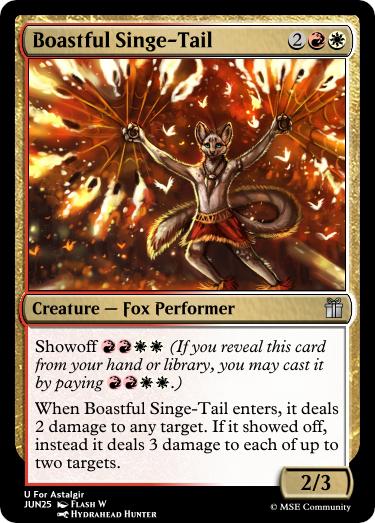 Boastful Singe-Tail 2
Creature — Fox Performer
Showoff (If you reveal this card
from your hand or library, you may cast it
by paying .)
When Boastful Singe-Tail enters, it deals
2 damage to any target. If it showed off,
instead it deals 3 damage to each of up to
two targets.
2/3
U For Astalgir
JUN25 Flash W
Hydrahead Hunter
© MSE Community